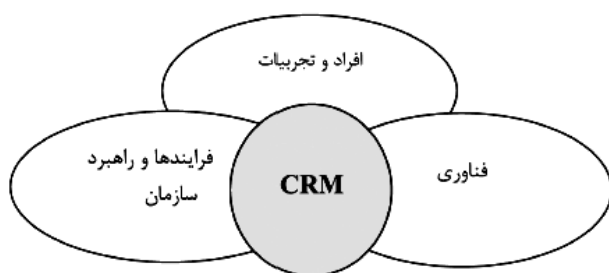 افراد و تجربیات
فرایندها و راهبرد
سازمان
CRM
فناوری